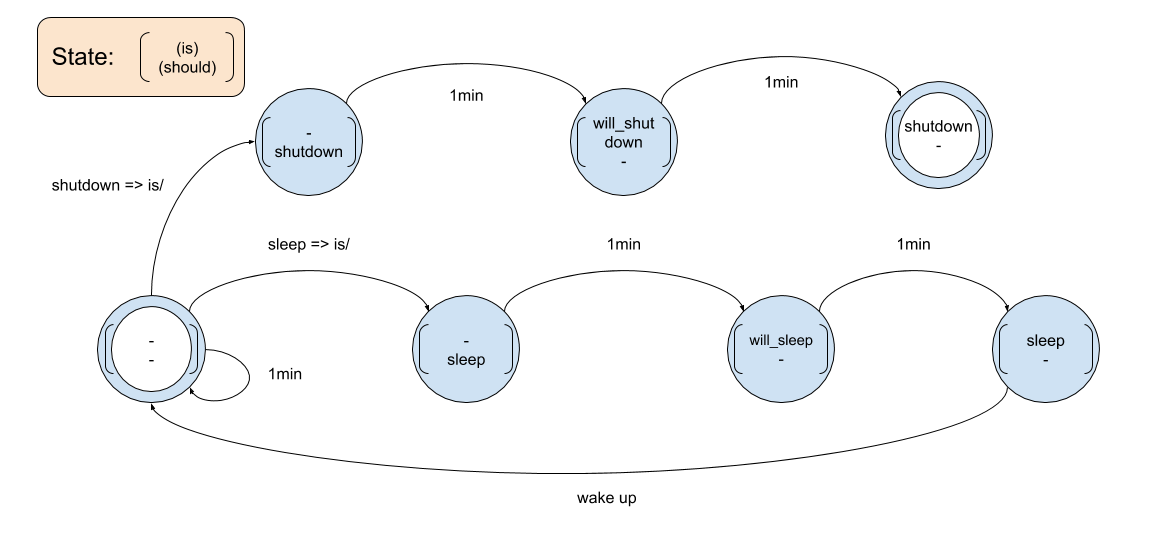 State:
(is)
(should)
1min
1min
-
shutdown
will_shut
down
-
shutdown
-
shutdown => is/
sleep => is/
1min
1min
-
-
1min
-
sleep
will_sleep
-
sleep
-
wake up